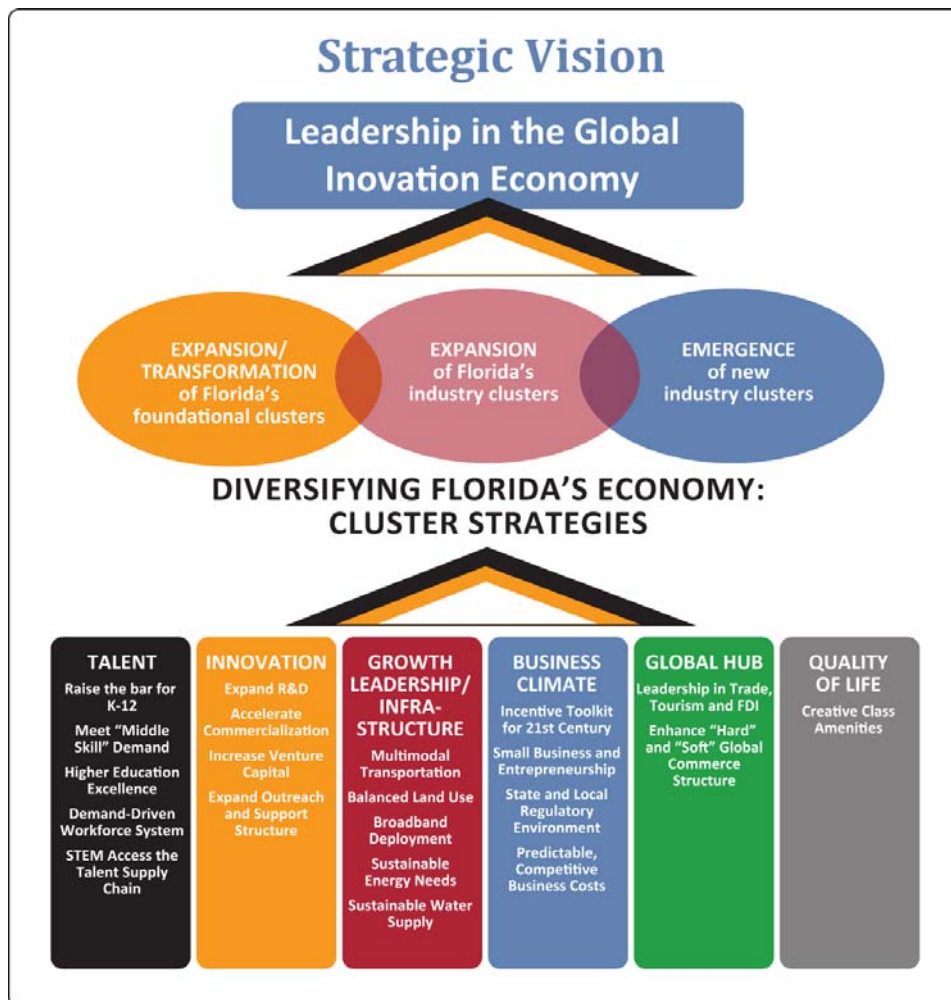 Strategic Vision
Leadership in the Global
Inovation Economy
EXPANSION/
TRANSFORMATION
of Florida's
foundational clusters
EXPANSION
of Florida's
industry clusters
EMERGENCE
of new
industry clusters
DIVERSIFYING FLORIDA'S ECONOMY:
CLUSTER STRATEGIES
TALENT
Raise the bar for
K-12
Meet "Middle
Skill" Demand
Higher Education
Excellence
Demand-Driven
Workforce System
STEM Access the
Talent Supply
Chain
INNOVATION
Expand R&D
Accelerate
Commercialization
Increase Venture
Capital
Expand Outreach
and Support
Structure
GROWTH
LEADERSHIP/
INFRA-
STRUCTURE
Multimodal
Transportation
Balanced Land Use
Broadband
Deployment
Sustainable
Energy Needs
Sustainable Water
Supply
BUSINESS
CLIMATE
Incentive Toolkit
for 21st Century
Small Business and
Entrepreneurship
State and Local
Regulatory
Environment
Predictable,
Competitive
Business Costs
GLOBAL HUB
Leadership in Trade,
Tourism and FDI
Enhance "Hard"
and "Soft" Global
Commerce
Structure
QUALITY
OF LIFE
Creative Class
Amenities